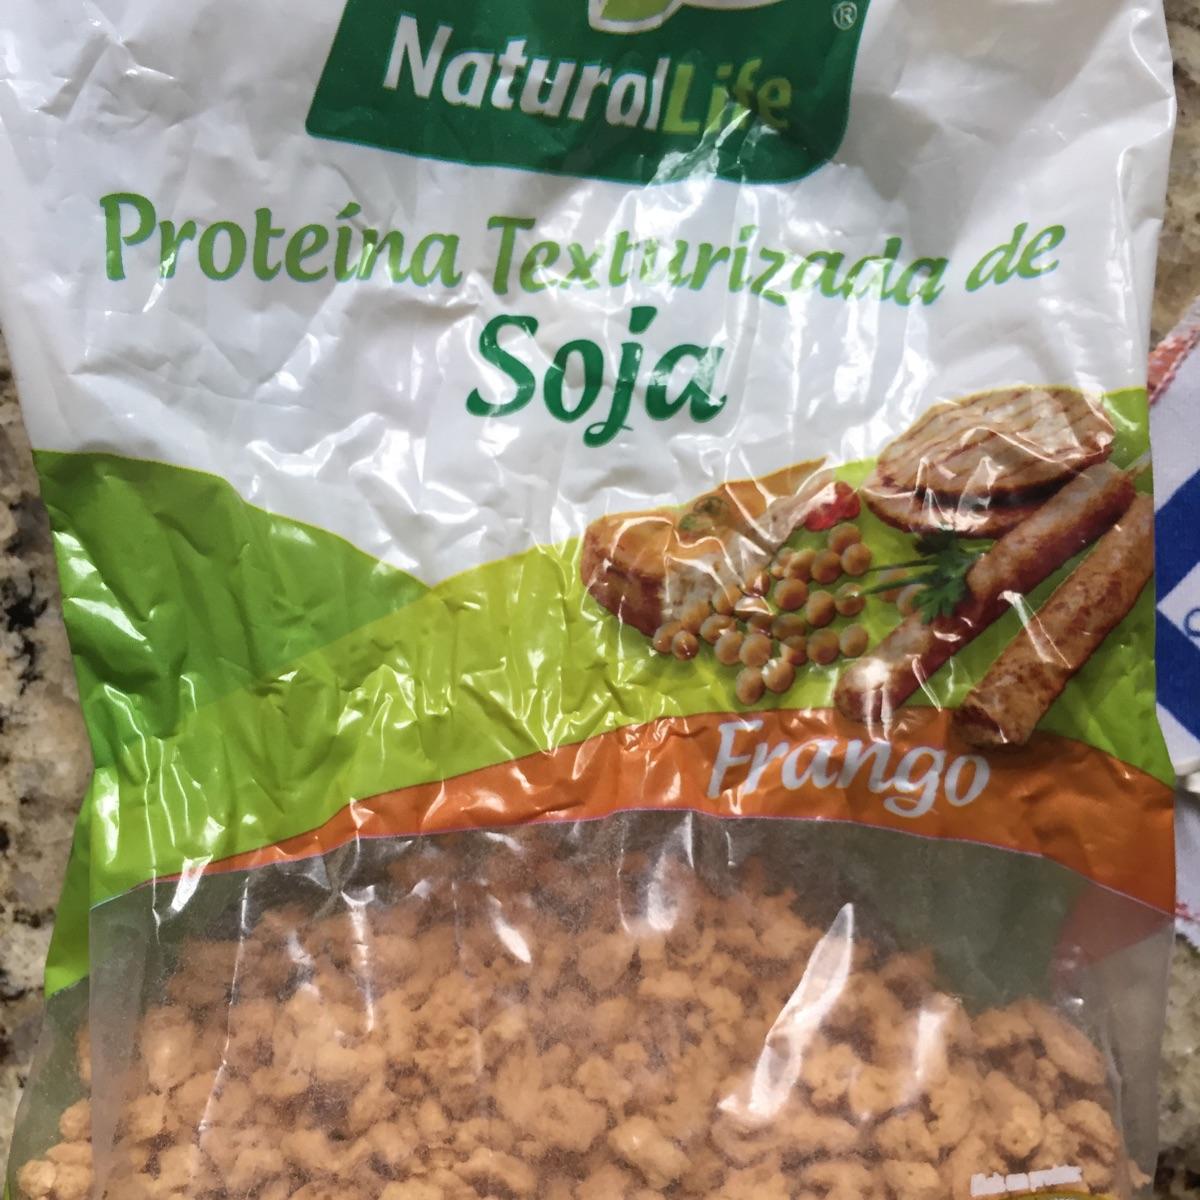 NaturalLife
®
Proteína Texturizada de
Soja
Frango